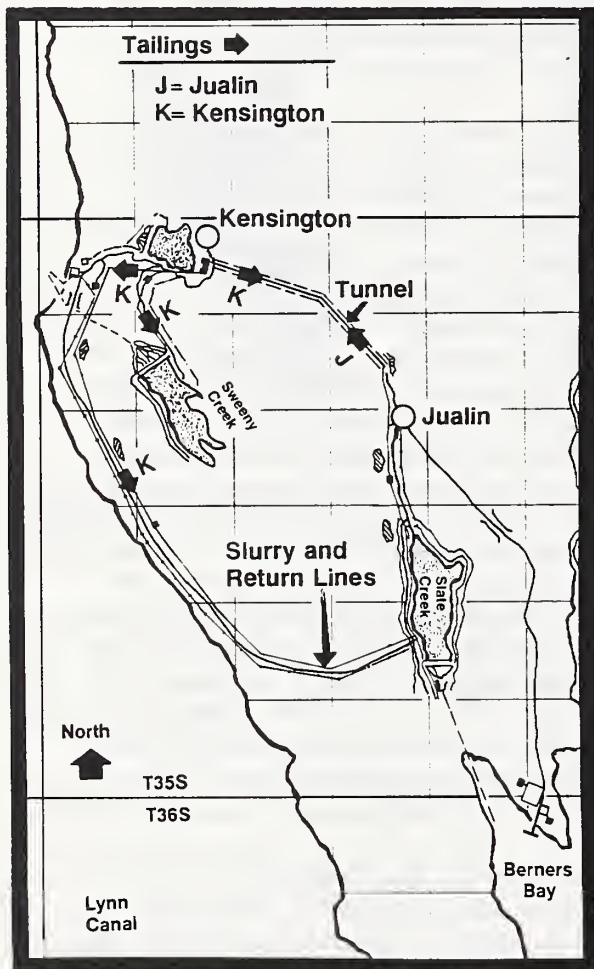 Tailings
J= Jualin
K= Kensington
Kensington
K
K
K
Tunnel
J
Sweeny
Creek
Jualin
K
Slurry and
Return Lines
Slate
Creek
North
T35S
T36S
Berners
Bay
Lynn
Canal